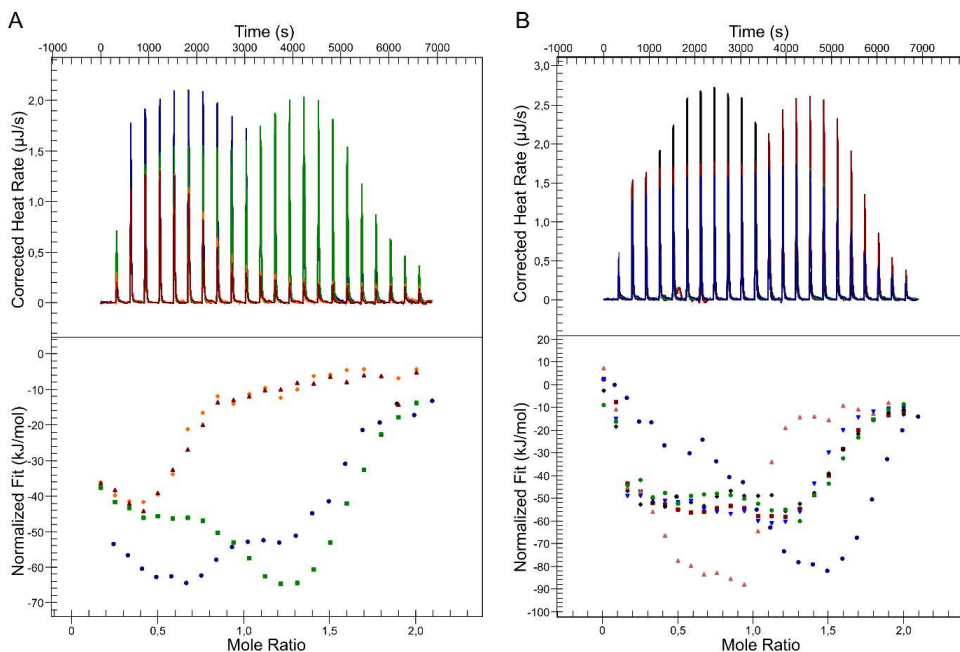 A
Time (s)
-1000 0 1000 2000 3000 4000 5000 6000 7000
Corrected Heat Rate (µJ/s)
2,0
1,5
1,0
0,5
0
Normalized Fit (kJ/mol)
0
-10
-20
-30
-40
-50
-60
-70
0 0,5 1,0 1,5 2,0
Mole Ratio
B
Time (s)
-1000 0 1000 2000 3000 4000 5000 6000 7000
Corrected Heat Rate (µJ/s)
3,0
2,5
2,0
1,5
1,0
0,5
0
Normalized Fit (kJ/mol)
20
10
0
-10
-20
-30
-40
-50
-60
-70
-80
-90
-100
0 0,5 1,0 1,5 2,0
Mole Ratio